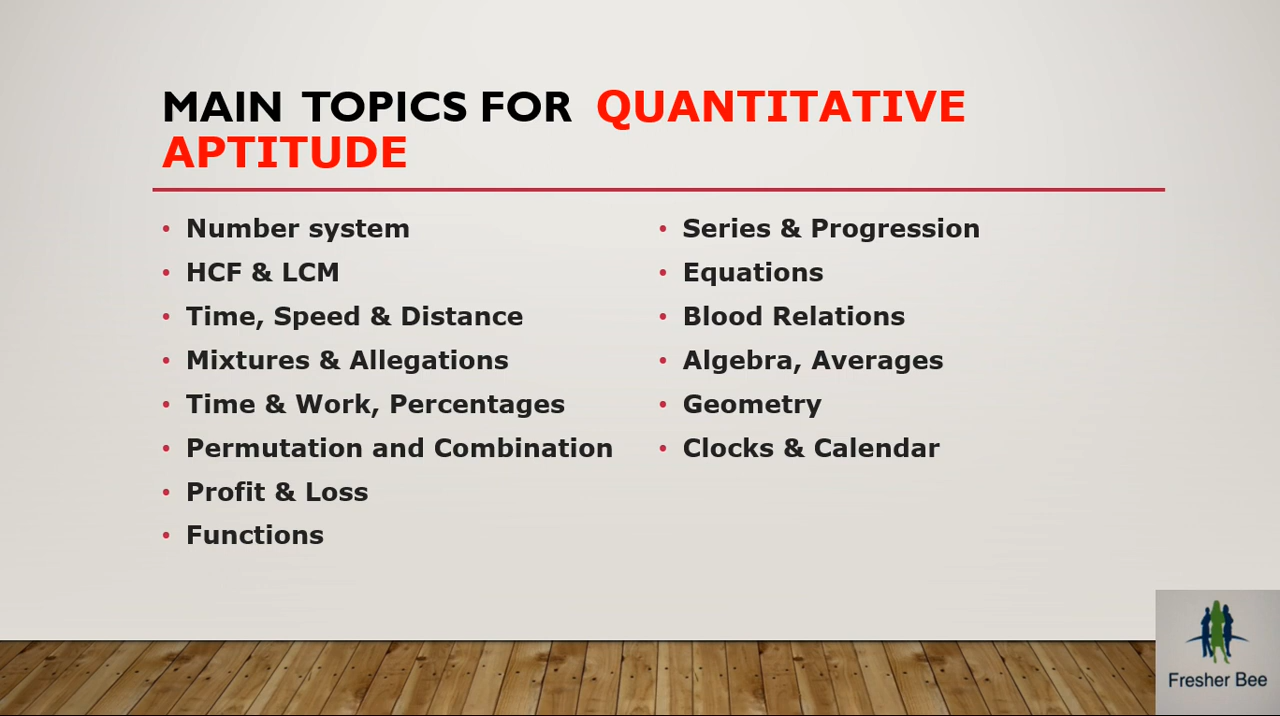 MAIN TOPICS FOR QUANTITATIVE
APTITUDE
• Number system
• HCF & LCM
• Time, Speed & Distance
• Mixtures & Allegations
• Time & Work, Percentages
• Permutation and Combination
• Profit & Loss
• Functions
• Series & Progression
• Equations
• Blood Relations
• Algebra, Averages
• Geometry
• Clocks & Calendar
Fresher Bee